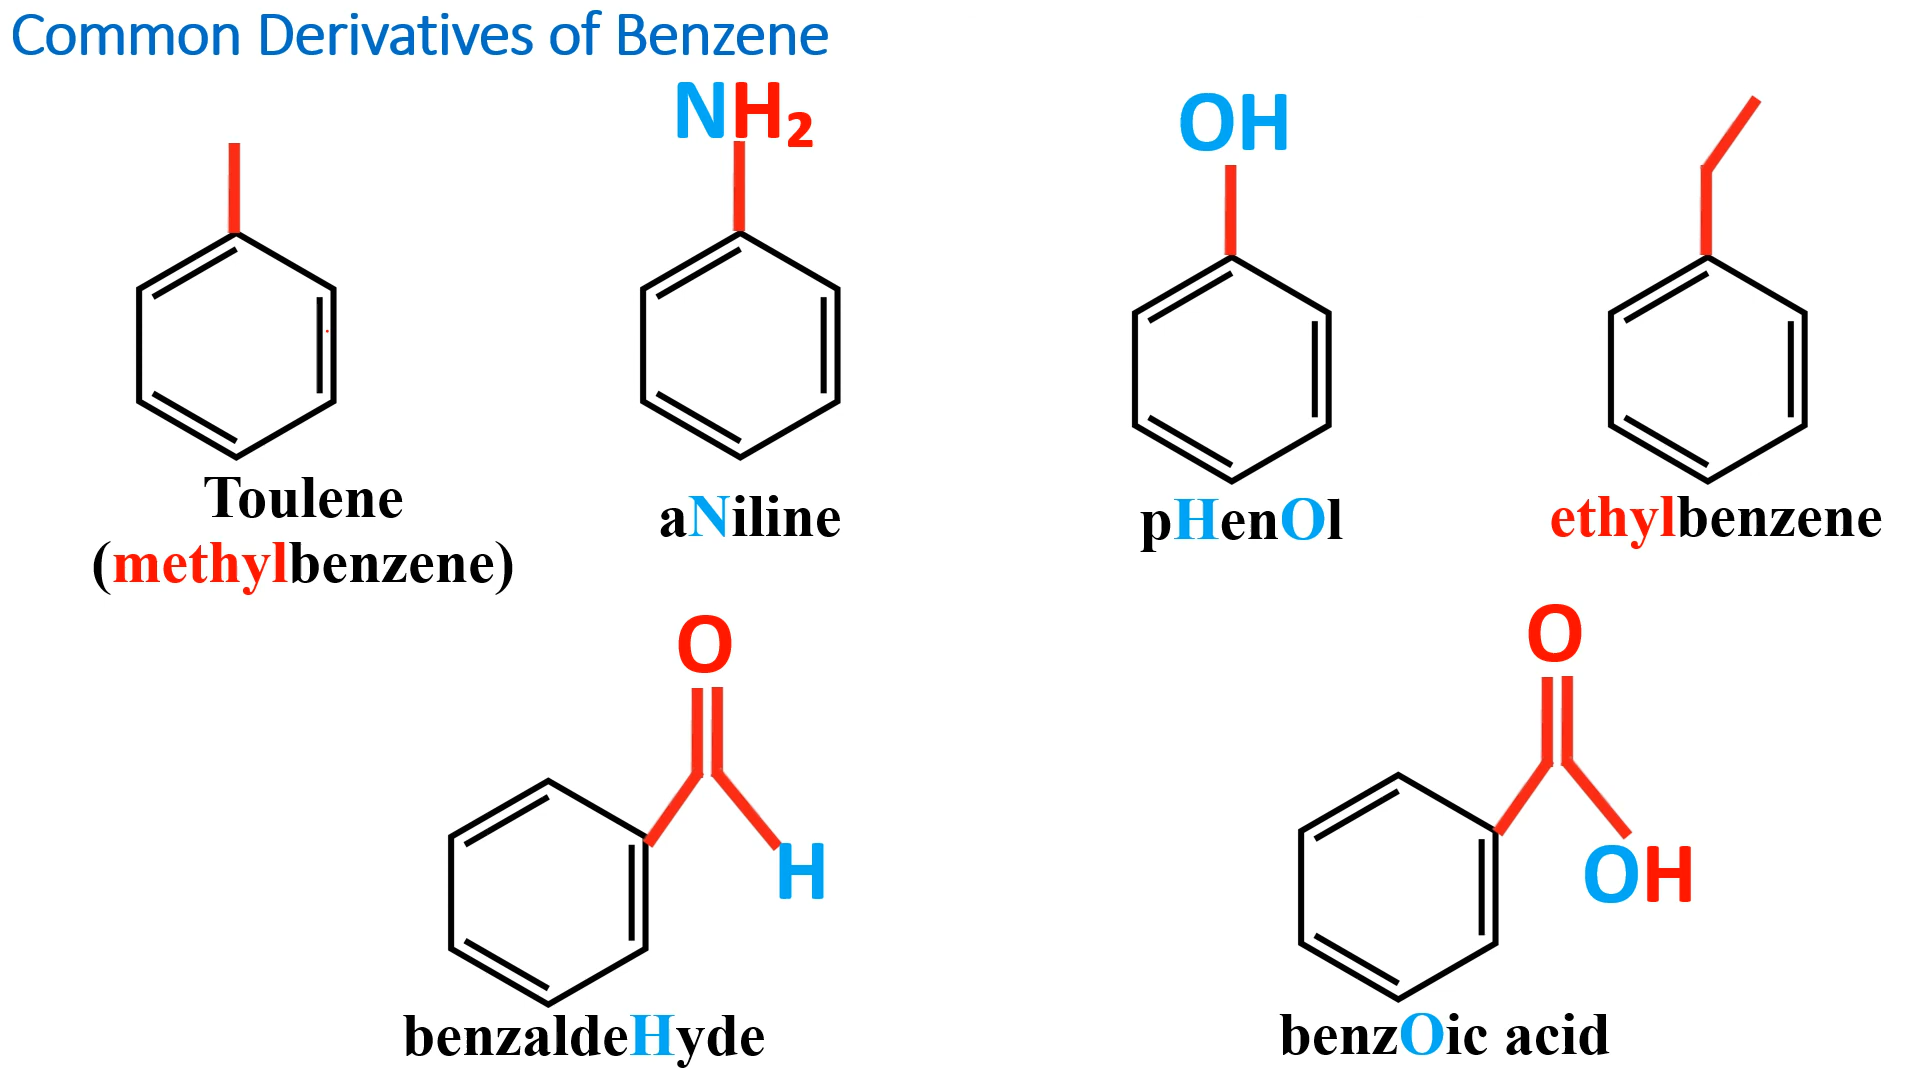 Common Derivatives of Benzene
NH₂
OH
Toulene
(methylbenzene)
aNiline
pHenOl
ethylbenzene
O
H
benzaldeHyde
O
OH
benzOic acid